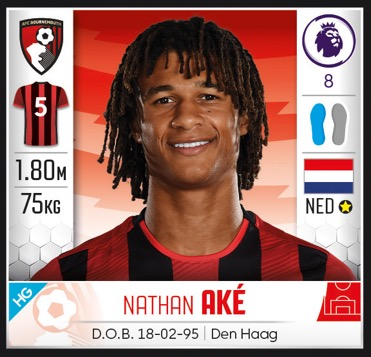 AFC BOURNEMOUTH
5
8
1.80M
75KG
NED
HG
NATHAN AKÉ
D.O.B. 18-02-95 | Den Haag